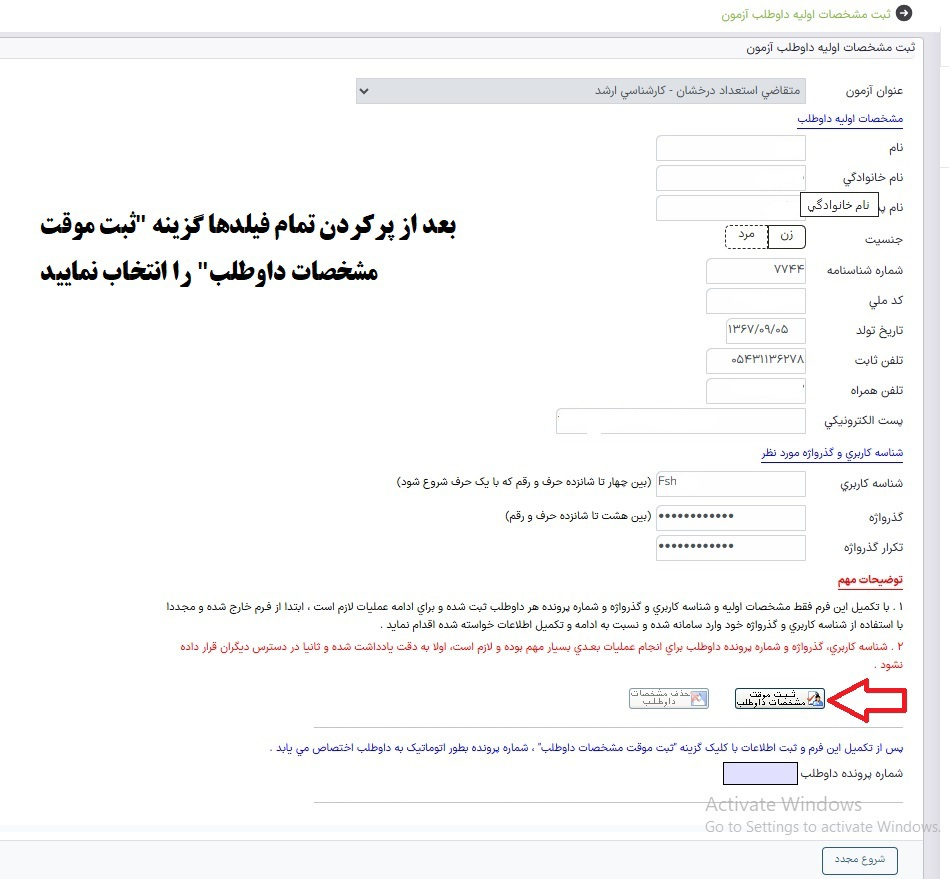 ثبت مشخصات اوليه داوطلب آزمون
ثبت مشخصات اوليه داوطلب آزمون
عنوان آزمون
متقاضي استعداد درخشان - كارشناسي ارشد
مشخصات اوليه داوطلب
نام
نام خانوادگي
نام پ
نام خانوادگي
بعد از پرکردن تمام فیلدها گزینه "ثبت موقت
مشخصات داوطلب" را انتخاب نمایید
جنسيت
زن
مرد
شماره شناسنامه
۷۷۴۴
كد ملي
تاريخ تولد
۱۳۶۷/۰۹/۰۵
تلفن ثابت
۰۵۴۳۱۱۳۶۲۷۸
تلفن همراه
پست الكترونيكي
شناسه كاربري و گذرواژه مورد نظر
شناسه كاربري
Fsh
(بين چهار تا شانزده حرف و رقم كه با يک حرف شروع شود)
گذرواژه
••••••••••••
(بين هشت تا شانزده حرف و رقم)
تكرار گذرواژه
••••••••••••
توضيحات مهم
۱ . با تكميل اين فرم فقط مشخصات اوليه و شناسه كاربري و گذرواژه و شماره پرونده هر داوطلب ثبت شده و براي ادامه عمليات لازم است ، ابتدا از فرم خارج شده و مجددا
با استفاده از شناسه كاربري و گذرواژه خود وارد سامانه شده و نسبت به ادامه و تكميل اطلاعات خواسته شده اقدام نمايد .
۲ . شناسه كاربري، گذرواژه و شماره پرونده داوطلب براي انجام عمليات بعدي بسيار مهم بوده و لازم است، اولا به دقت يادداشت شده و ثانيا در دسترس ديگران قرار داده
نشود .
ثبت موقت
مشخصات داوطلب
حذف مشخصات
داوطلب
پس از تكميل اين فرم و ثبت اطلاعات با كليک گزينه "ثبت موقت مشخصات داوطلب" ، شماره پرونده بطور اتوماتيک به داوطلب اختصاص مي يابد .
شماره پرونده داوطلب
Activate Windows
Go to Settings to activate Windows.
شروع مجدد